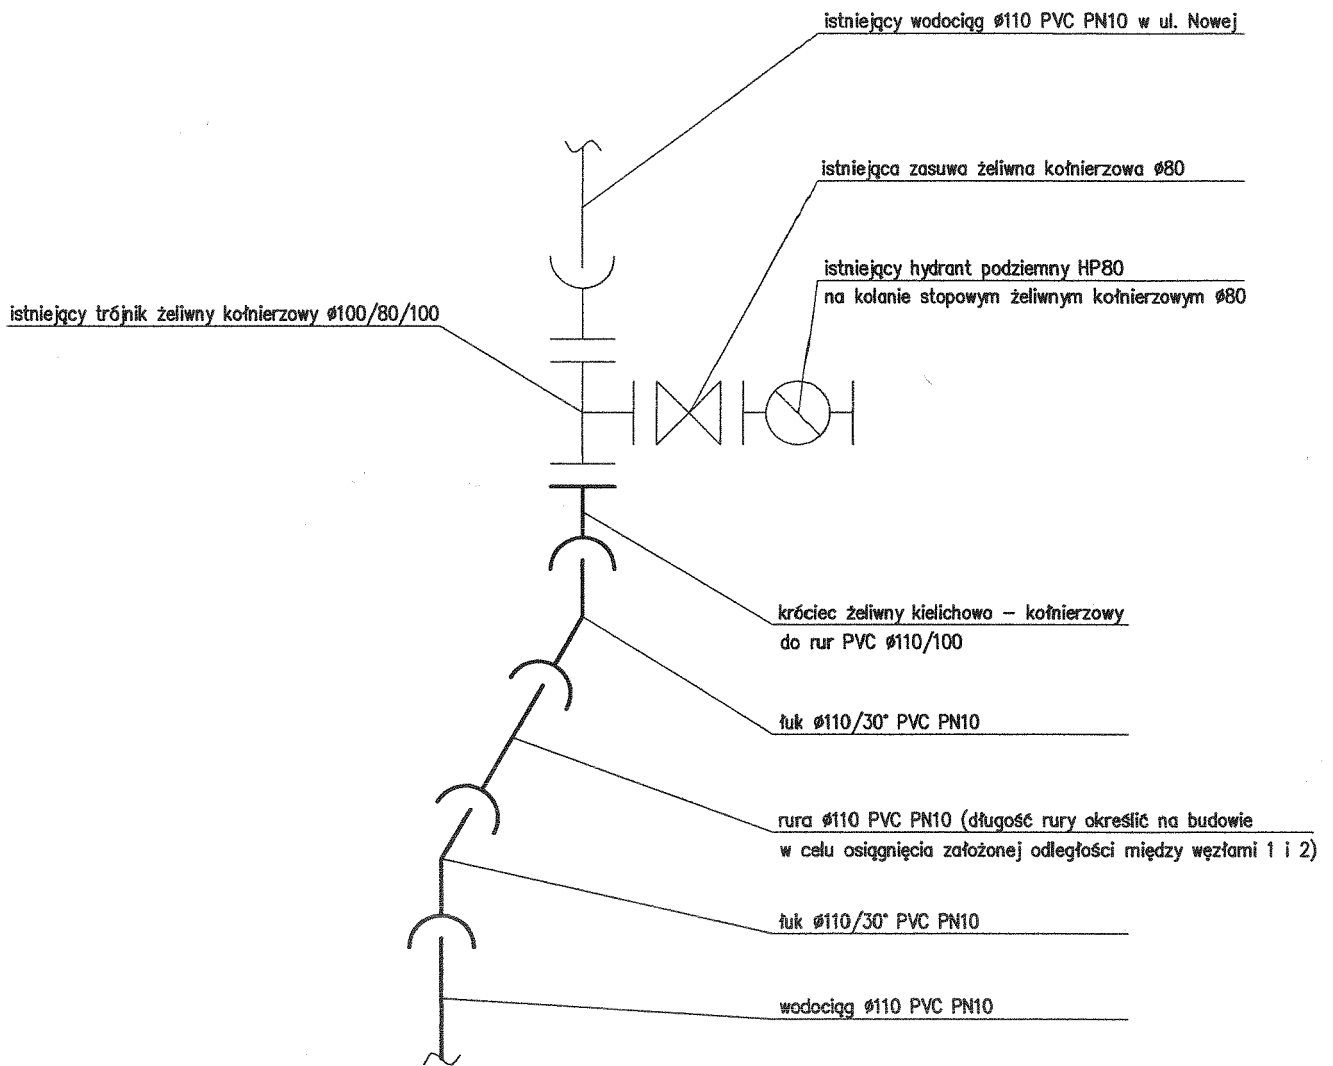 istniejący wodociąg ø110 PVC PN10 w ul. Nowej
istniejąca zasuwa żeliwna kołnierzowa ø80
istniejący hydrant podziemny HP80
na kolanie stopowym żeliwnym kołnierzowym ø80
istniejący trójnik żeliwny kołnierzowy ø100/80/100
króciec żeliwny kielichowo – kołnierzowy
do rur PVC ø110/100
łuk ø110/30° PVC PN10
rura ø110 PVC PN10 (długość rury określić na budowie
w celu osiągnięcia założonej odległości między węzłami 1 i 2)
łuk ø110/30° PVC PN10
wodociąg ø110 PVC PN10